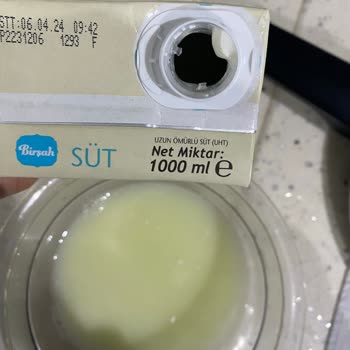 STT:06.04.24 09:42
P2231206 1293 F
Birşah
SÜT
UZUN ÖMÜRLÜ SÜT (UHT)
Net Miktar:
1000 ml e